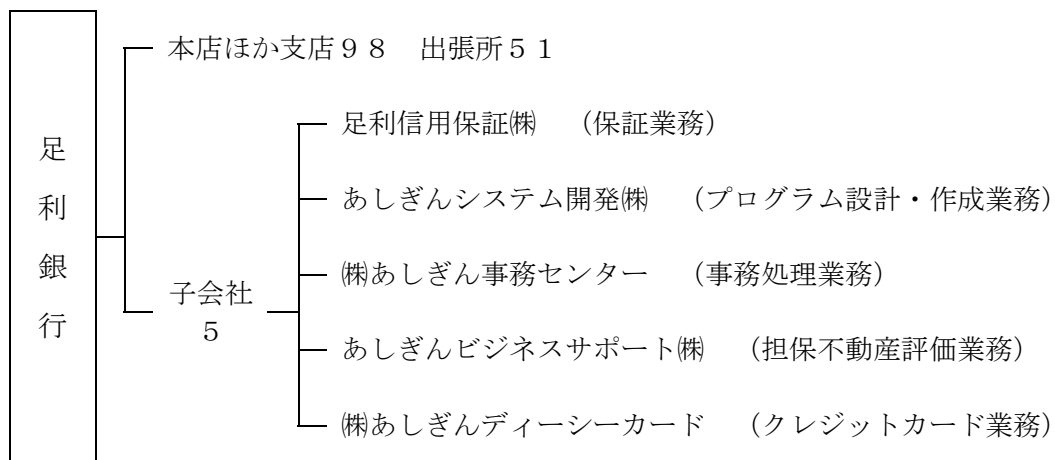 足利銀行
本店ほか支店９８　出張所５１
子会社
５
足利信用保証㈱　（保証業務）
あしぎんシステム開発㈱　（プログラム設計・作成業務）
㈱あしぎん事務センター　（事務処理業務）
あしぎんビジネスサポート㈱　（担保不動産評価業務）
㈱あしぎんディーシーカード　（クレジットカード業務）